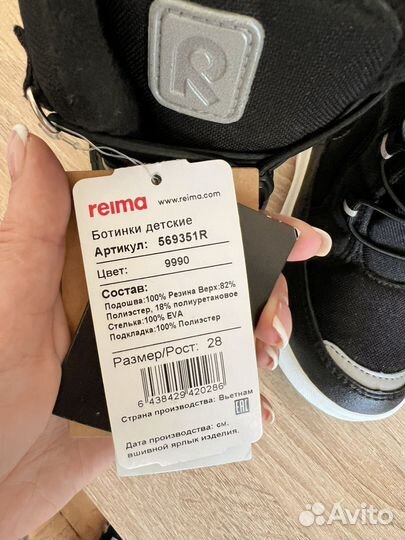 reima
www.reima.com
Ботинки детские
Артикул: 569351R
Цвет: 9990
Состав:
Подошва:100% Резина Верх:82%
Полиэстер, 18% полиуретановое
Стелька:100% EVA
Подкладка:100% Полиэстер
Размер/Рост: 28
6 438429 420286
Страна производства: Вьетнам
EAC
Дата производства: см.
вшивной ярлык изделия.
Avito